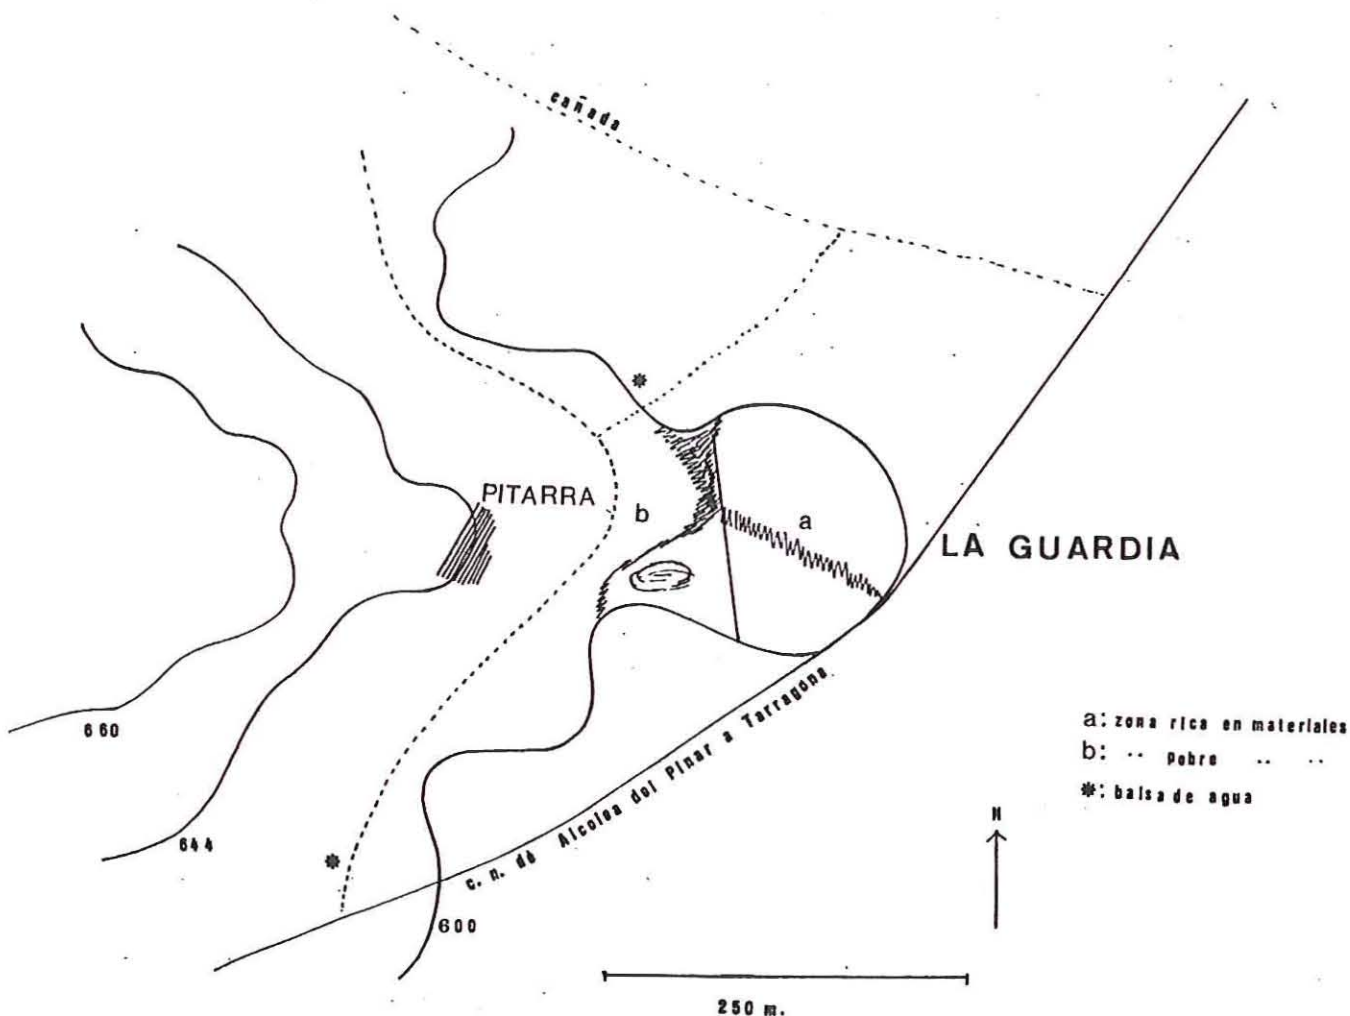 cañada
PITARRA
b
a
LA GUARDIA
660
644
600
c. n. dè Alcolea del Pinar a Tarragona
a: zona rica en materiales
b: .. pobre .. ..
*: balsa de agua
N
250 m.